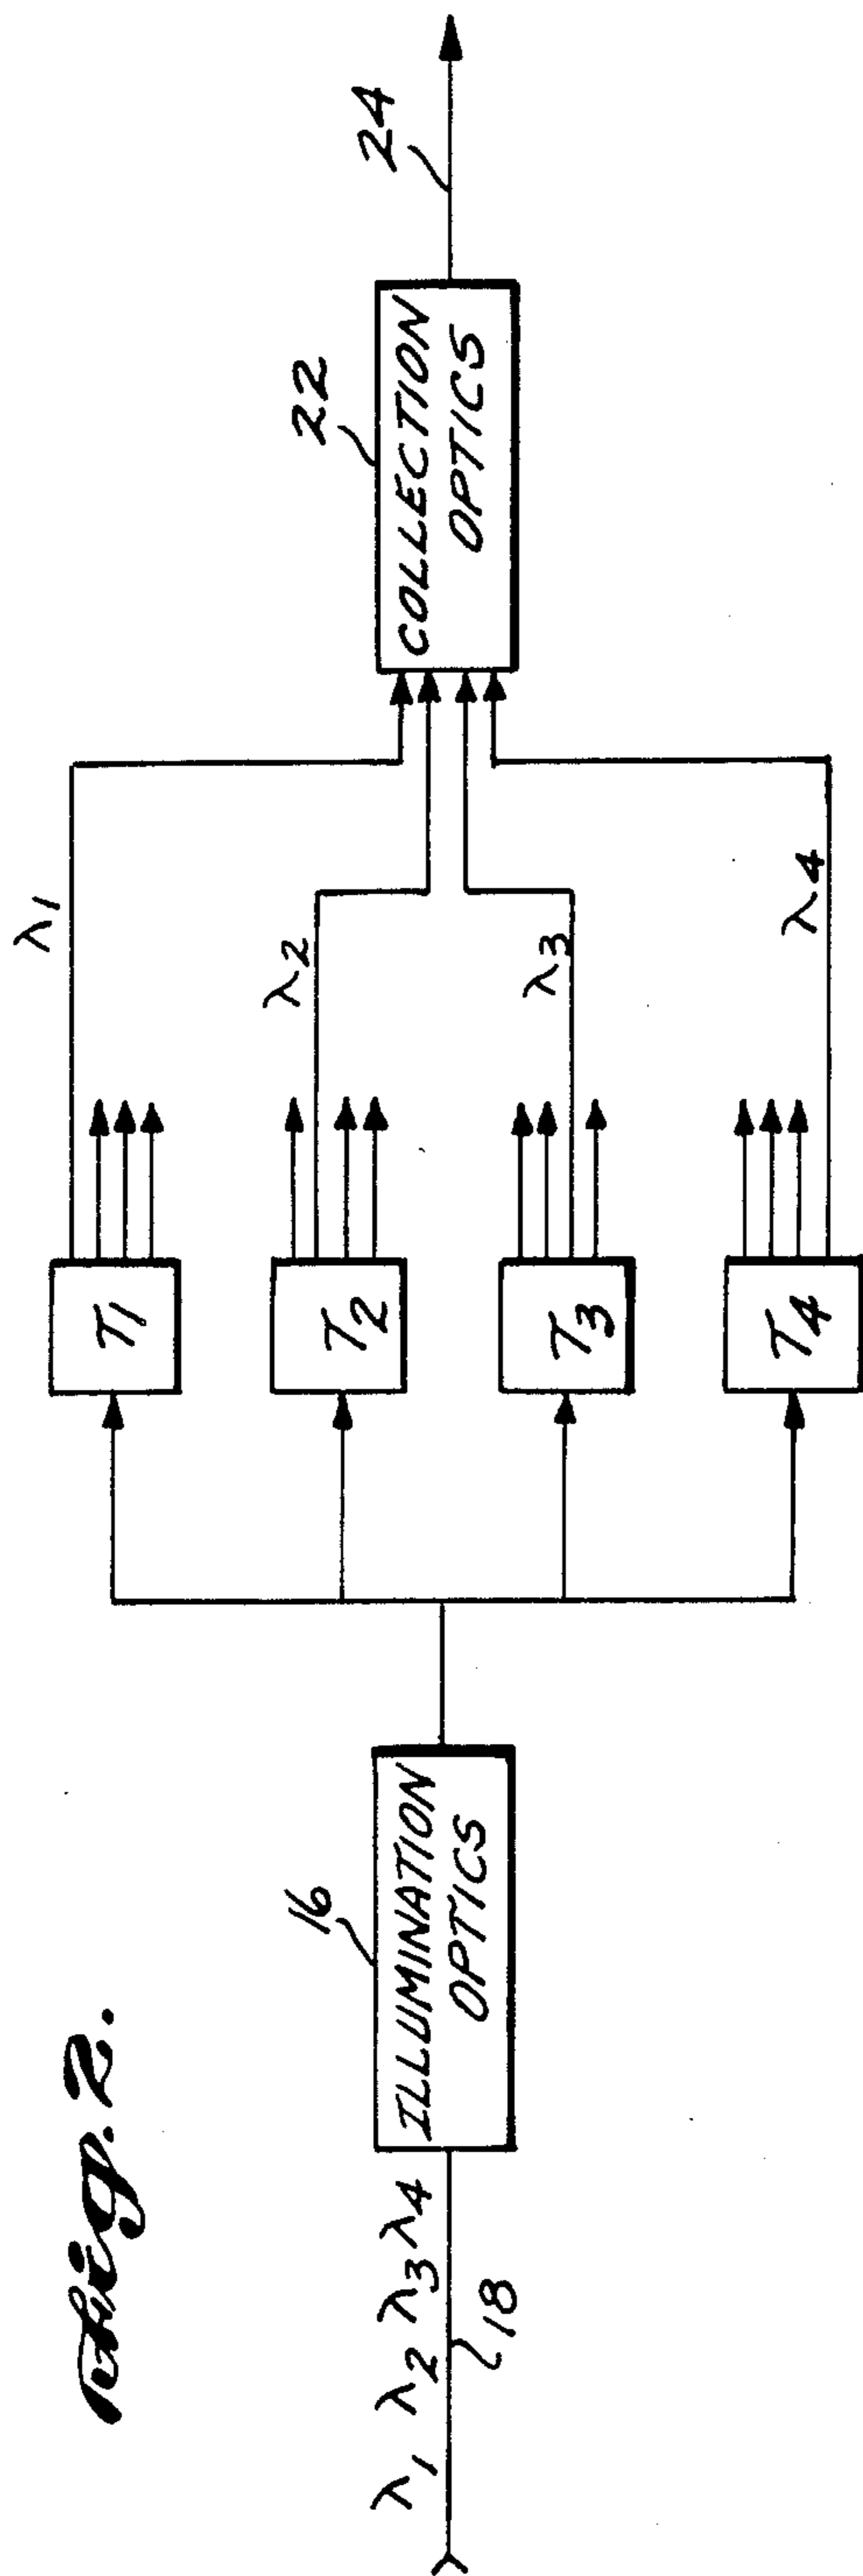 Fig. 2.
λ1 λ2 λ3 λ4
18
16
ILLUMINATION
OPTICS
T1
T2
T3
T4
λ1
λ2
λ3
λ4
22
COLLECTION
OPTICS
24